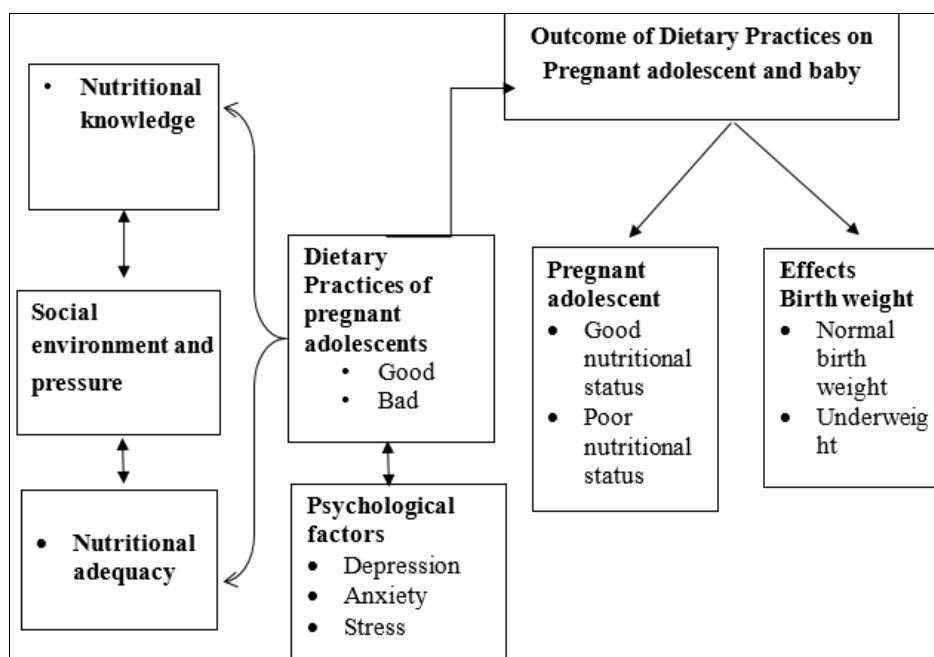 Outcome of Dietary Practices on
Pregnant adolescent and baby
• Nutritional
knowledge
Social
environment and
pressure
• Nutritional
adequacy
Dietary
Practices of
pregnant
adolescents
• Good
• Bad
Psychological
factors
• Depression
• Anxiety
• Stress
Pregnant
adolescent
• Good
nutritional
status
• Poor
nutritional
status
Effects
Birth weight
• Normal
birth
weight
• Underweig
ht